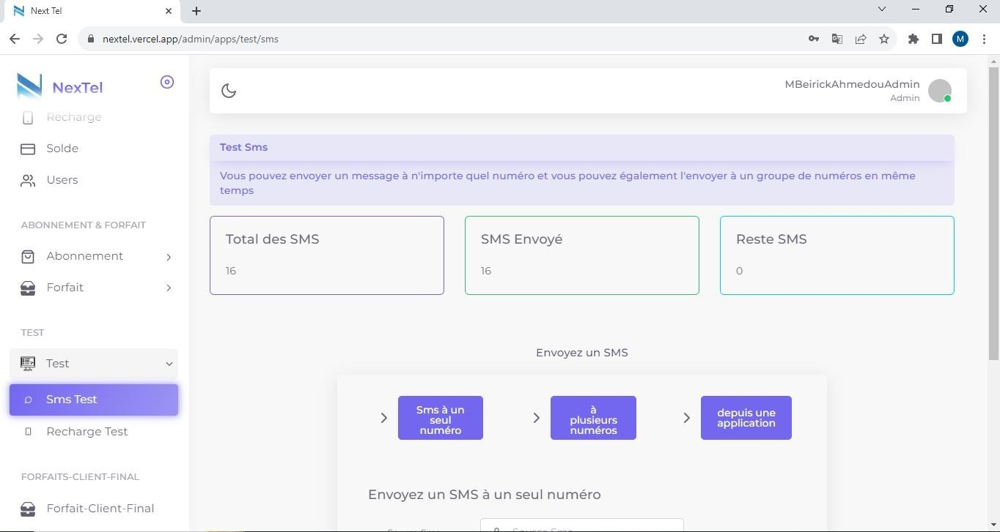 Next Tel
nextel.vercel.app/admin/apps/test/sms
M
NexTel
MBeirickAhmedouAdmin
Admin
Recharge
Solde
Users
ABONNEMENT & FORFAIT
Abonnement
Forfait
TEST
Test
Sms Test
Recharge Test
FORFAITS-CLIENT-FINAL
Forfait-Client-Final
Test Sms
Vous pouvez envoyer un message à n'importe quel numéro et vous pouvez également l'envoyer à un groupe de numéros en même
temps
Total des SMS
16
SMS Envoyé
16
Reste SMS
0
Envoyez un SMS
Sms à un
seul
numéro
à
plusieurs
numéros
depuis une
application
Envoyez un SMS à un seul numéro